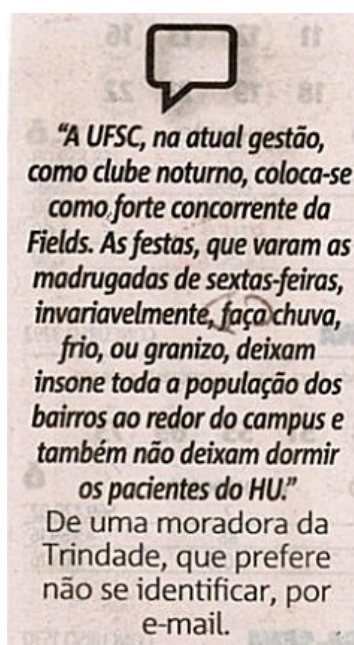 “A UFSC, na atual gestão,
como clube noturno, coloca-se
como forte concorrente da
Fields. As festas, que varam as
madrugadas de sextas-feiras,
invariavelmente, faça chuva,
frio, ou granizo, deixam
insone toda a população dos
bairros ao redor do campus e
também não deixam dormir
os pacientes do HU.”
De uma moradora da
Trindade, que prefere
não se identificar, por
e-mail.